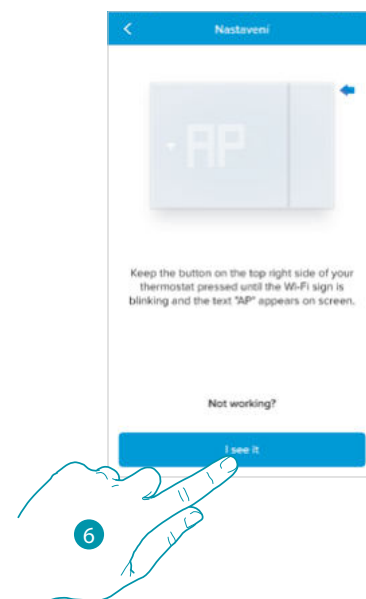 Nastavení
AP
Keep the button on the top right side of your
thermostat pressed until the Wi-Fi sign is
blinking and the text "AP" appears on screen.
Not working?
I see it
6